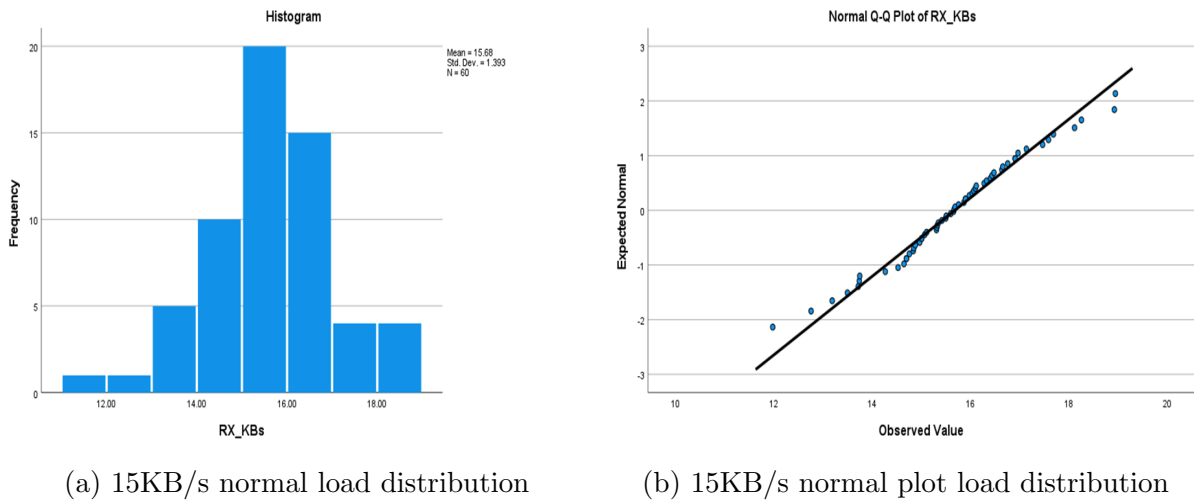 Histogram
Mean = 15.68
Std. Dev. = 1.393
N = 60
20
15
10
5
0
Frequency
12.00 14.00 16.00 18.00
RX_KBs
Normal Q-Q Plot of RX_KBs
3
2
1
0
-1
-2
-3
Expected Normal
10 12 14 16 18 20
Observed Value
(a) 15KB/s normal load distribution
(b) 15KB/s normal plot load distribution